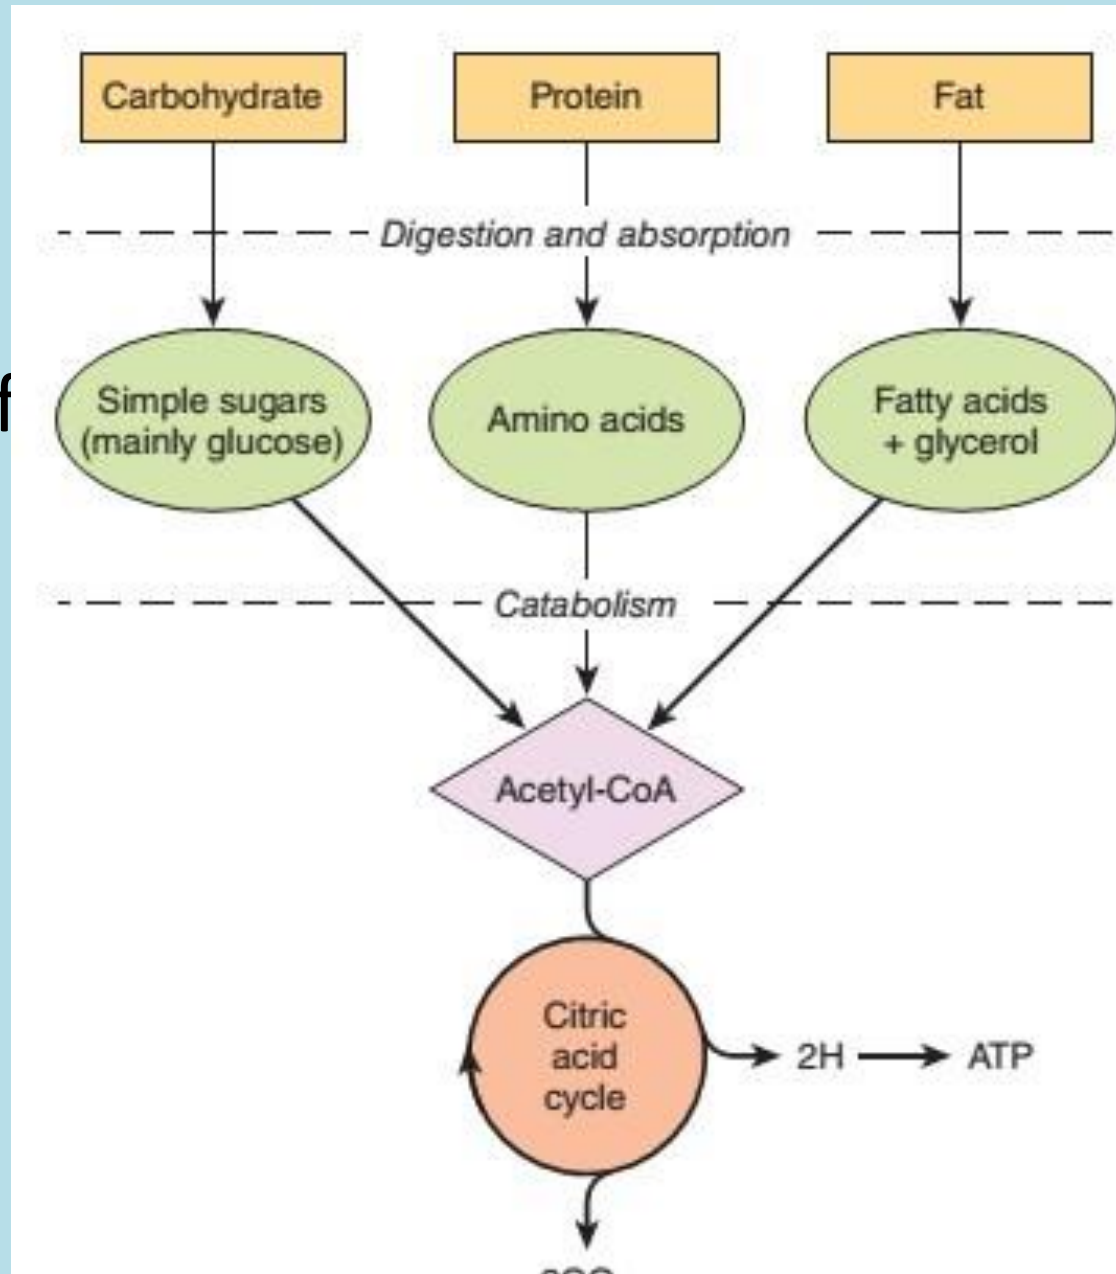 Carbohydrate
Protein
Fat
Digestion and absorption
f
Simple sugars
(mainly glucose)
Amino acids
Fatty acids
+ glycerol
Catabolism
Acetyl-CoA
Citric
acid
cycle
2H
ATP